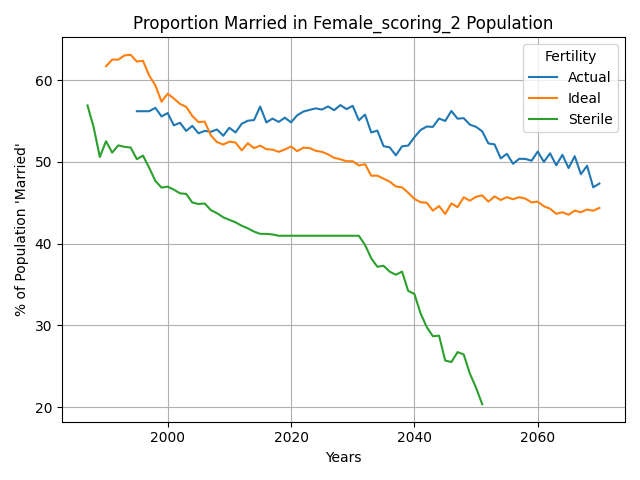 Proportion Married in Female_scoring_2 Population
% of Population 'Married'
60
50
40
30
20
2000
2020
2040
2060
Years
Fertility
Actual
Ideal
Sterile